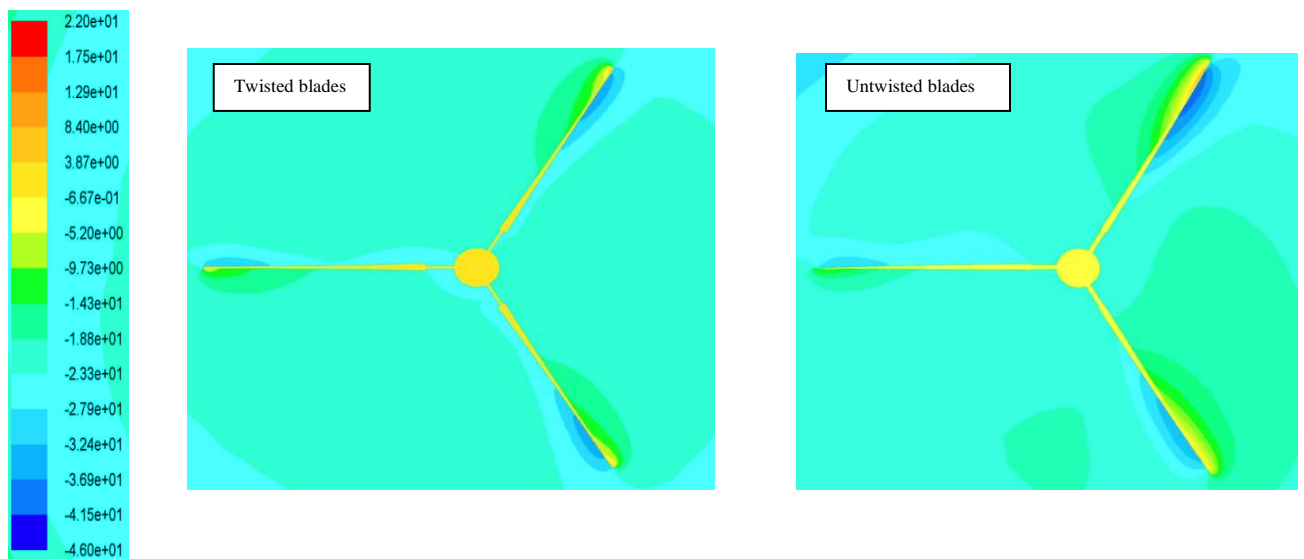 2.20e+01
1.75e+01
1.29e+01
8.40e+00
3.87e+00
-6.67e-01
-5.20e+00
-9.73e+00
-1.43e+01
-1.88e+01
-2.33e+01
-2.79e+01
-3.24e+01
-3.69e+01
-4.15e+01
-4.60e+01
Twisted blades
Untwisted blades